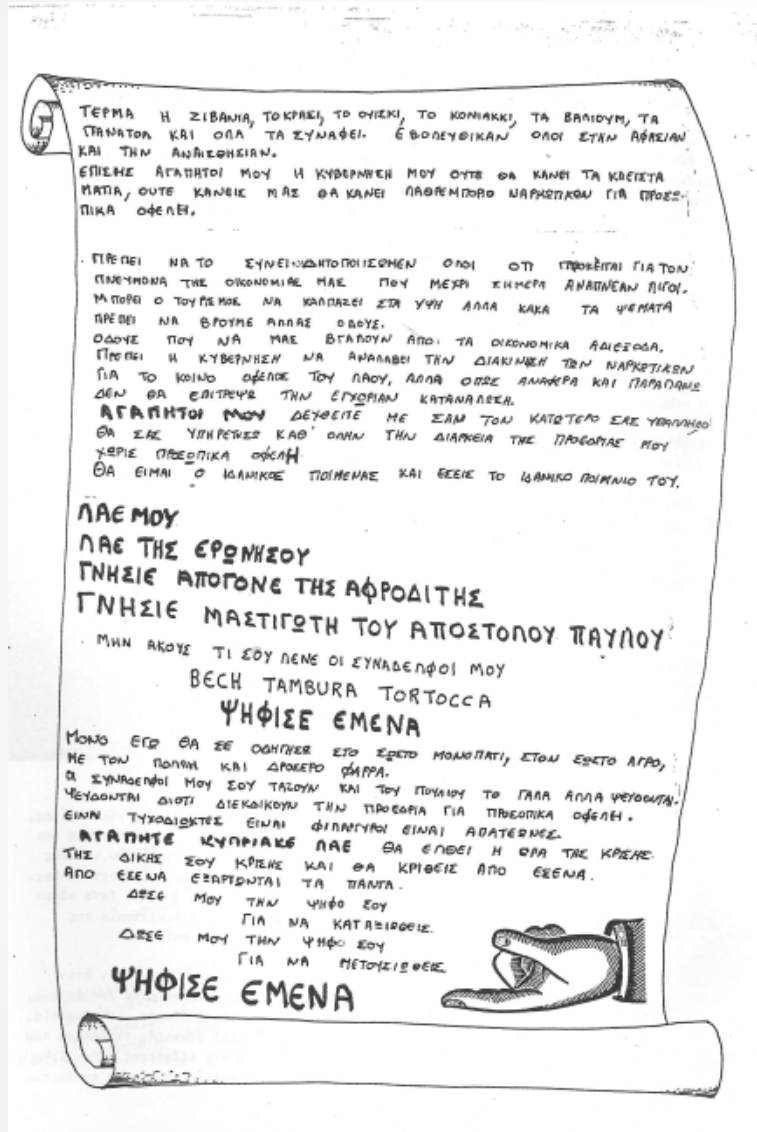 ΤΕΡΜΑ Η ΖΙΒΑΝΙΑ, ΤΟ ΚΡΑΣΙ, ΤΟ ΟΥΙΣΚΙ, ΤΟ ΚΟΝΙΑΚΚΙ, ΤΑ ΒΑΛΙΟΥΜ, ΤΑ
ΠΑΝΑΤΟΛ ΚΑΙ ΟΛΑ ΤΑ ΣΥΝΑΦΕΙ. ΕΒΟΛΕΥΘΙΚΑΝ ΟΛΟΙ ΣΤΑΝ ΑΦΑΣΙΑΝ
ΚΑΙ ΤΗΝ ΑΝΑΙΣΘΗΣΙΑΝ.
ΕΠΙΣΗΣ ΑΓΑΠΗΤΟΙ ΜΟΥ Η ΚΥΒΕΡΝΗΣΗ ΜΟΥ ΟΥΤΕ ΘΑ ΚΑΝΕΙ ΤΑ ΚΛΕΙΣΤΑ
ΜΑΤΙΑ, ΟΥΤΕ ΚΑΝΕΙΣ ΜΑΣ ΘΑ ΚΑΝΕΙ ΛΑΘΡΕΜΠΟΡΟ ΝΑΡΚΩΤΙΚΩΝ ΓΙΑ ΠΡΟΣΩ-
ΠΙΚΑ ΟΦΕΛΗ.
ΠΡΕΠΕΙ ΝΑ ΤΟ ΣΥΝΕΙΔΗΤΟΠΟΙΗΣΩΜΕΝ ΟΛΟΙ ΟΤΙ ΠΡΟΚΕΙΤΑΙ ΓΙΑ ΤΟΝ
ΠΝΕΥΜΟΝΑ ΤΗΣ ΟΙΚΟΝΟΜΙΑΣ ΜΑΣ ΠΟΥ ΜΕΧΡΙ ΣΗΜΕΡΑ ΑΝΑΠΝΕΑΝ ΛΙΓΟΙ.
ΜΠΟΡΕΙ Ο ΤΟΥΡΙΣΜΟΣ ΝΑ ΚΑΛΠΑΖΕΙ ΣΤΑ ΥΨΗ ΑΛΛΑ ΚΑΚΑ ΤΑ ΨΕΜΑΤΑ
ΠΡΕΠΕΙ ΝΑ ΒΡΟΥΜΕ ΑΛΛΑΣ ΟΔΟΥΣ.
ΟΔΟΥΣ ΠΟΥ ΝΑ ΜΑΣ ΒΓΑΛΟΥΝ ΑΠΟ: ΤΑ ΟΙΚΟΝΟΜΙΚΑ ΑΔΙΕΞΟΔΑ.
ΠΡΕΠΕΙ Η ΚΥΒΕΡΝΗΣΗ ΝΑ ΑΝΑΛΑΒΕΙ ΤΗΝ ΔΙΑΚΙΝΗΣΗ ΤΩΝ ΝΑΡΚΩΤΙΚΩΝ
ΓΙΑ ΤΟ ΚΟΙΝΟ ΟΦΕΛΟΣ ΤΟΥ ΛΑΟΥ, ΑΛΛΑ ΟΠΩΣ ΑΝΑΦΕΡΑ ΚΑΙ ΠΑΡΑΠΑΝΩ
ΔΕΝ ΘΑ ΕΠΙΤΡΕΨΩ ΤΗΝ ΕΓΧΩΡΙΑΝ ΚΑΤΑΝΑΛΩΣΗ.
ΑΓΑΠΗΤΟΙ ΜΟΥ ΔΕΧΘΕΙΤΕ ΜΕ ΣΑΜ ΤΟΝ ΚΑΤΩΤΕΡΟ ΣΑΣ ΥΠΑΛΛΗΛΟ
ΘΑ ΣΑΣ ΥΠΗΡΕΤΗΣΩ ΚΑΘ' ΟΛΗΝ ΤΗΝ ΔΙΑΡΚΕΙΑ ΤΗΣ ΠΡΟΕΔΡΙΑΣ ΜΟΥ
ΧΩΡΙΣ ΠΡΟΣΩΠΙΚΑ ΟΦΕΛΗ
ΘΑ ΕΙΜΑΙ Ο ΙΔΑΝΙΚΟΣ ΠΟΙΜΕΝΑΣ ΚΑΙ ΕΣΕΙΣ ΤΟ ΙΔΑΝΙΚΟ ΠΟΙΜΝΙΟ ΤΟΥ.
ΛΑΕ ΜΟΥ
ΛΑΕ ΤΗΣ ΕΡΩΝΗΣΟΥ
ΓΝΗΣΙΕ ΑΠΟΓΟΝΕ ΤΗΣ ΑΦΡΟΔΙΤΗΣ
ΓΝΗΣΙΕ ΜΑΣΤΙΓΩΤΗ ΤΟΥ ΑΠΟΣΤΟΛΟΥ ΠΑΥΛΟΥ
ΜΗΝ ΑΚΟΥΣ ΤΙ ΣΟΥ ΛΕΝΕ ΟΙ ΣΥΝΑΔΕΛΦΟΙ ΜΟΥ
BECH TAMBURA TORTOCCA
ΨΗΦΙΣΕ ΕΜΕΝΑ
ΜΟΝΟ ΕΓΩ ΘΑ ΣΕ ΟΔΗΓΗΣΩ ΣΤΟ ΣΩΣΤΟ ΜΟΝΟΠΑΤΙ, ΣΤΟΝ ΣΩΣΤΟ ΑΓΡΟ,
ΜΕ ΤΟΝ ΠΟΛΛΗ ΚΑΙ ΔΡΟΣΕΡΟ ΦΑΡΡΑ.
ΟΙ ΣΥΝΑΔΕΛΦΟΙ ΜΟΥ ΣΟΥ ΤΑΖΟΥΝ ΚΑΙ ΤΟΥ ΠΟΥΛΙΟΥ ΤΟ ΓΑΛΑ ΑΛΛΑ ΨΕΥΔΟΝΤΑΙ.
ΨΕΥΔΟΝΤΑΙ ΔΙΟΤΙ ΔΙΕΚΔΙΚΟΥΝ ΤΗΝ ΠΡΟΕΔΡΙΑ ΓΙΑ ΠΡΟΣΩΠΙΚΑ ΟΦΕΛΗ.
ΕΙΝΑΙ ΤΥΧΟΔΙΩΚΤΕΣ ΕΙΝΑΙ ΦΙΛΑΡΓΥΡΟΙ ΕΙΝΑΙ ΑΠΑΤΕΩΝΕΣ.
ΑΓΑΠΗΤΕ ΚΥΠΡΙΑΚΕ ΛΑΕ ΘΑ ΕΛΘΕΙ Η ΩΡΑ ΤΗΣ ΚΡΙΣΗΣ
ΤΗΣ ΔΙΚΗΣ ΣΟΥ ΚΡΙΣΗΣ ΚΑΙ ΘΑ ΚΡΙΘΕΙΣ ΑΠΟ ΕΣΕΝΑ.
ΑΠΟ ΕΣΕΝΑ ΕΞΑΡΤΩΝΤΑΙ ΤΑ ΠΑΝΤΑ.
ΔΩΣΕ ΜΟΥ ΤΗΝ ΨΗΦΟ ΣΟΥ
ΓΙΑ ΝΑ ΚΑΤΑΞΙΩΘΕΙΣ.
ΔΩΣΕ ΜΟΥ ΤΗΝ ΨΗΦΟ ΣΟΥ
ΓΙΑ ΝΑ ΜΕΤΟΥΣΙΩΘΕΙΣ
ΨΗΦΙΣΕ ΕΜΕΝΑ